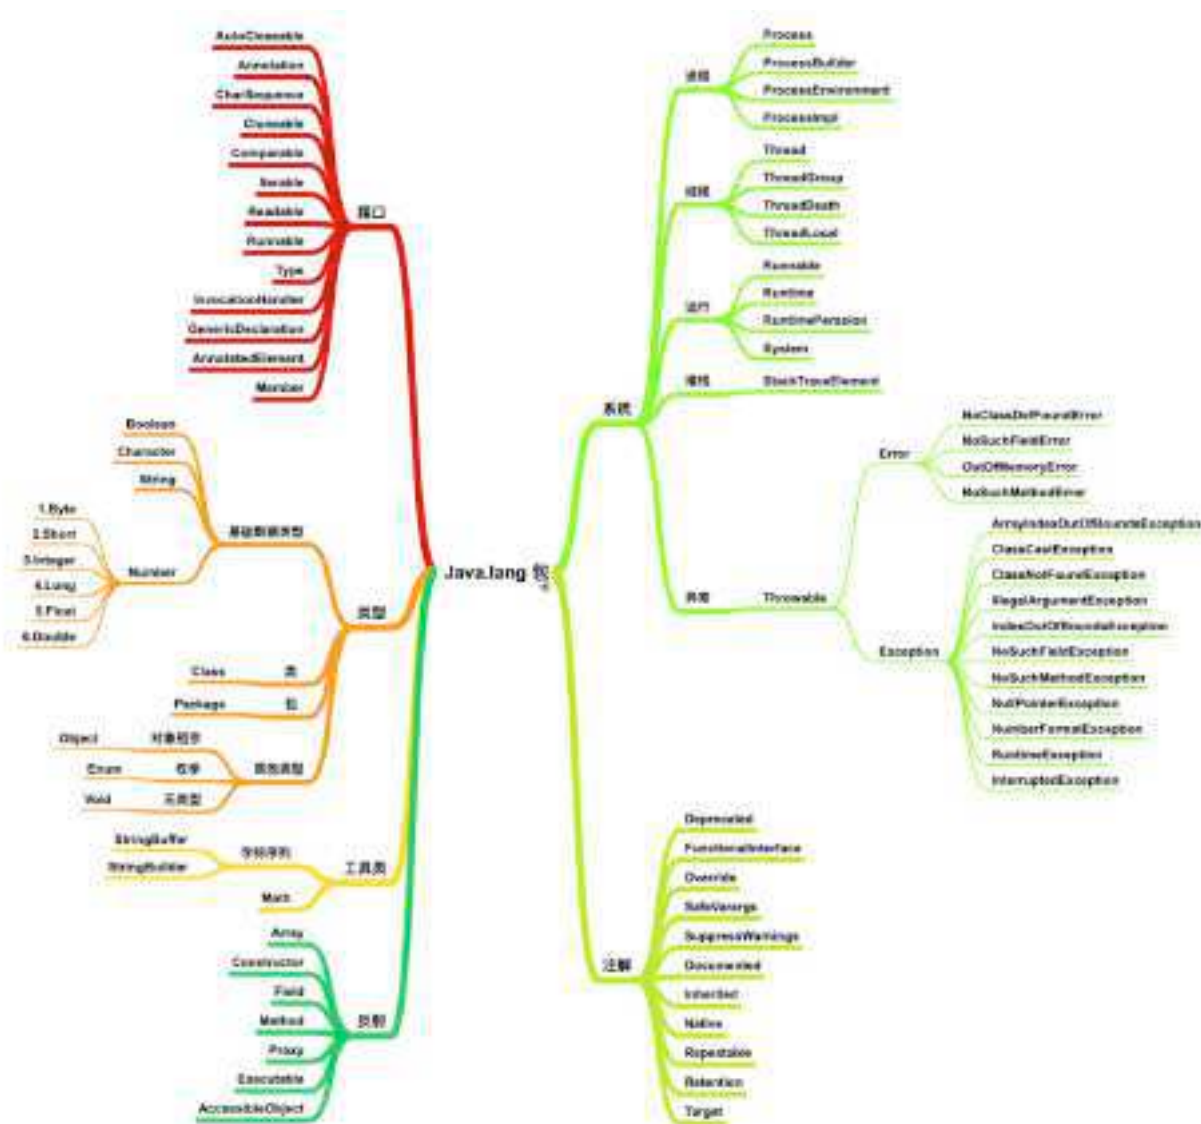 Java.lang 包
接口
AutoCloseable
Annotation
CharSequence
Cloneable
Comparable
Iterable
Readable
Runnable
Type
InvocationHandler
GenericDeclaration
AnnotatedElement
Member
类型
基础数据类型
Boolean
Character
String
Number
1.Byte
2.Short
3.Integer
4.Long
5.Float
6.Double
Class 类
Package 包
其他类型
Object
Enum 枚举
Void 无类型
工具类
字符序列
StringBuffer
StringBuilder
Math
反射
Array
Constructor
Field
Method
Proxy
Executable
AccessibleObject
系统
进程
Process
ProcessBuilder
ProcessEnvironment
ProcessImpl
线程
Thread
ThreadGroup
ThreadDeath
ThreadLocal
运行
Runnable
Runtime
System
堆栈 StackTraceElement
异常 Throwable
Error
NoClassDefFoundError
NoSuchFieldError
OutOfMemoryError
NoSuchMethodError
Exception
ArrayIndexOutOfBoundsException
ClassCastException
ClassNotFoundException
IllegalArgumentException
IndexOutOfBoundsException
NoSuchFieldException
NoSuchMethodException
NullPointerException
NumberFormatException
RuntimeException
InterruptedException
注解
Deprecated
FunctionalInterface
Override
SafeVarargs
SuppressWarnings
Documented
Inherited
Native
Repeatable
Retention
Target